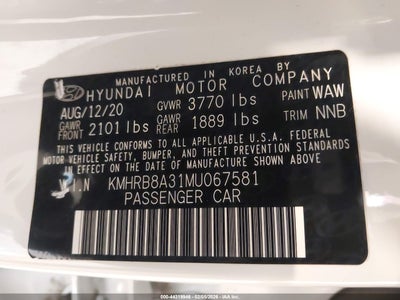 MANUFACTURED IN KOREA BY
HYUNDAI MOTOR COMPANY
AUG/12/20 GVWR 3770 lbs PAINT WAW
GAWR FRONT 2101 lbs GAWR REAR 1889 lbs TRIM NNB
THIS VEHICLE CONFORMS TO ALL APPLICABLE U.S.A. FEDERAL
MOTOR VEHICLE SAFETY, BUMPER, AND THEFT PREVENTION STANDARDS
IN EFFECT ON THE DATE OF MANUFACTURE SHOWN ABOVE.
V.I.N KMHRB8A31MU067581
PASSENGER CAR